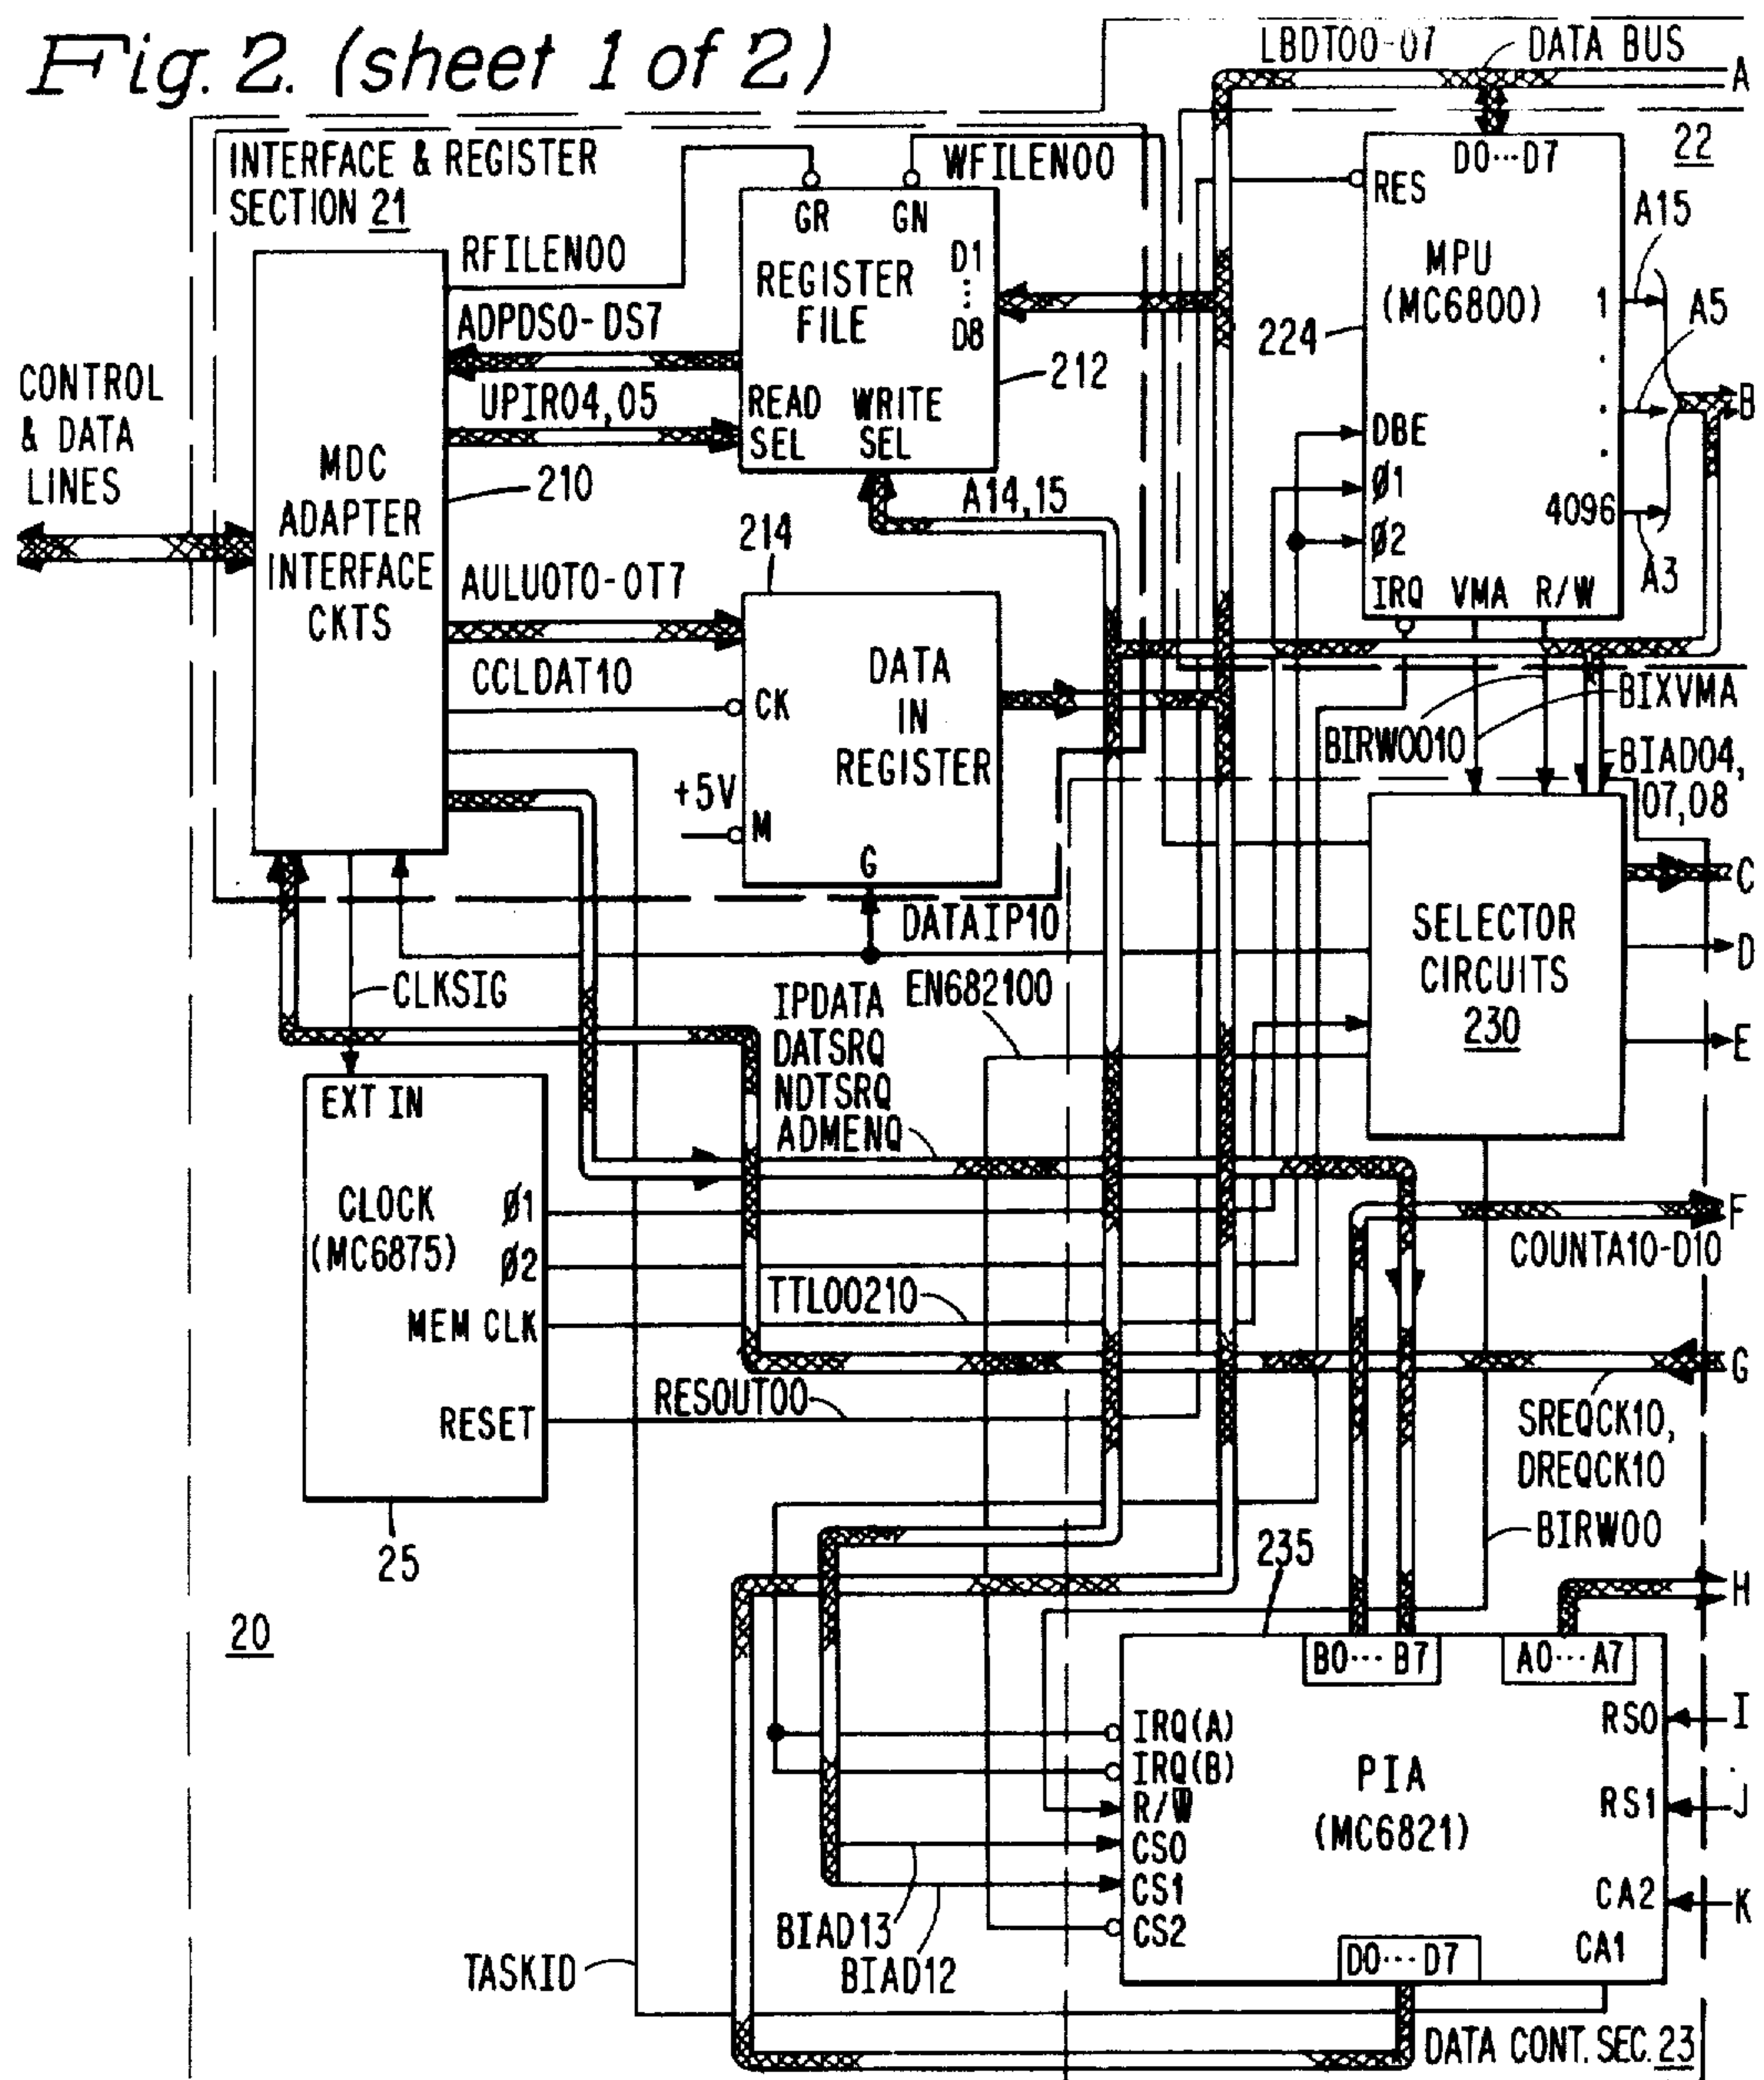 Fig. 2. (sheet 1 of 2)
LBDT00-07
DATA BUS
A
INTERFACE & REGISTER
SECTION 21
WFILEN00
22
D0···D7
RES
MPU
(MC6800)
A15
1
A5
224
B
DBE
Ø1
Ø2
4096
A3
IRQ VMA R/W
GR GN
D1
D8
REGISTER
FILE
READ
SEL
WRITE
SEL
212
RFILEN00
ADPDS0-DS7
UPIR04,05
CONTROL
& DATA
LINES
MDC
ADAPTER
INTERFACE
CKTS
210
A14,15
214
AULUOT0-OT7
CCLDAT10
CK
DATA
IN
REGISTER
+5V
M
G
BIXVMA
BIRW0010
BIAD04,
07,08
DATAIP10
SELECTOR
CIRCUITS
230
C
D
E
CLKSIG
EN682100
IPDATA
DATSRQ
NDTSRQ
ADMENQ
EXT IN
CLOCK
(MC6875)
Ø1
Ø2
MEM CLK
RESET
25
TTL00210
RESOUT00
F
COUNTA10-D10
G
SREQCK10,
DREQCK10
BIRW00
235
H
20
B0··· B7
A0··· A7
IRQ(A)
IRQ(B)
R/W̅
CS0
CS1
CS2
PIA
(MC6821)
RS0
I
RS1
J
CA2
K
CA1
D0···D7
BIAD13
BIAD12
TASKID
DATA CONT. SEC. 23